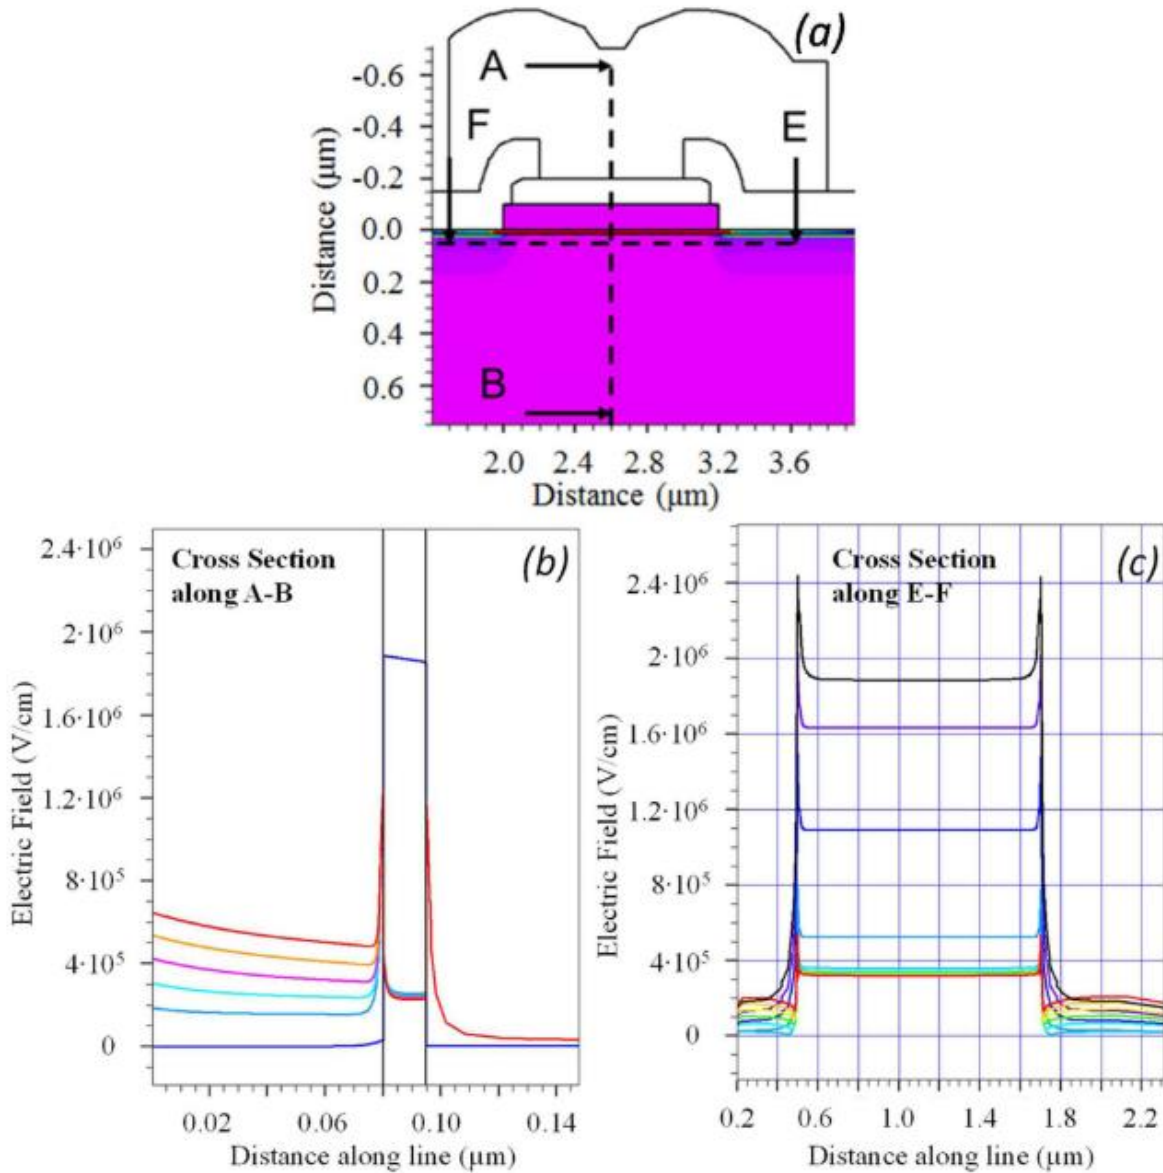 (a)
A
F
E
B
-0.6
-0.4
-0.2
0.0
0.2
0.4
0.6
Distance (µm)
2.0 2.4 2.8 3.2 3.6
Distance (µm)
Cross Section
along A-B
(b)
2.4·10⁶
2·10⁶
1.6·10⁶
1.2·10⁶
8·10⁵
4·10⁵
0
Electric Field (V/cm)
0.02 0.06 0.10 0.14
Distance along line (µm)
Cross Section
along E-F
(c)
2.4·10⁶
2·10⁶
1.6·10⁶
1.2·10⁶
8·10⁵
4·10⁵
0
Electric Field (V/cm)
0.2 0.6 1.0 1.4 1.8 2.2
Distance along line (µm)